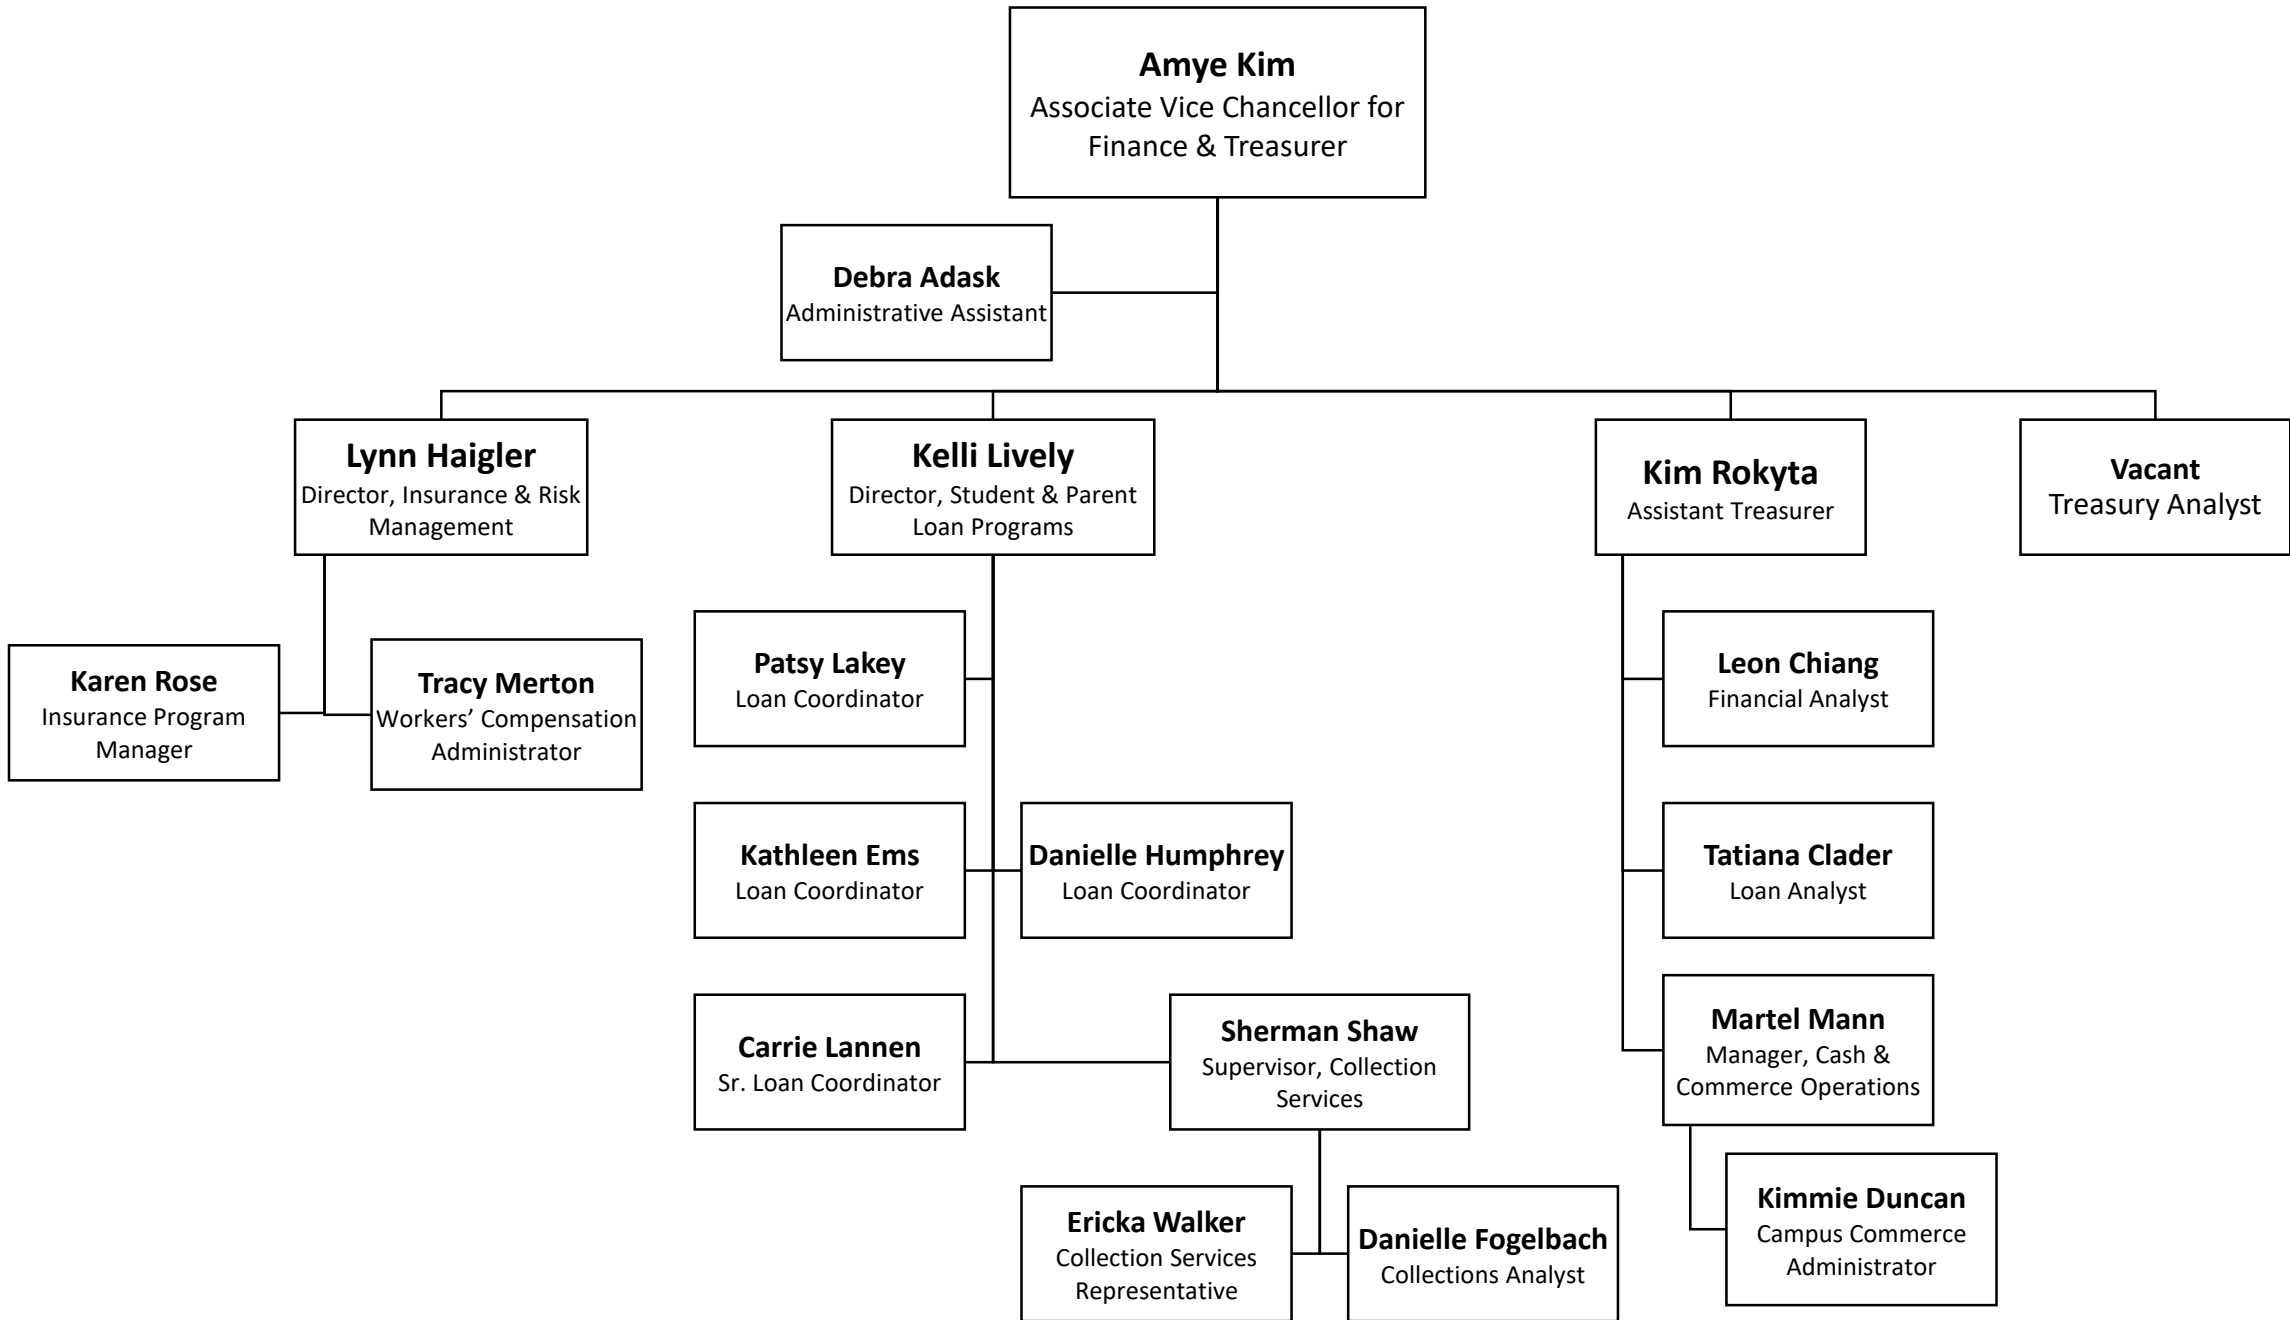 Amye Kim
Associate Vice Chancellor for
Finance & Treasurer
Debra Adask
Administrative Assistant
Lynn Haigler
Director, Insurance & Risk
Management
Kelli Lively
Director, Student & Parent
Loan Programs
Kim Rokyta
Assistant Treasurer
Vacant
Treasury Analyst
Karen Rose
Insurance Program
Manager
Tracy Merton
Workers’ Compensation
Administrator
Patsy Lakey
Loan Coordinator
Leon Chiang
Financial Analyst
Kathleen Ems
Loan Coordinator
Danielle Humphrey
Loan Coordinator
Tatiana Clader
Loan Analyst
Carrie Lannen
Sr. Loan Coordinator
Sherman Shaw
Supervisor, Collection
Services
Martel Mann
Manager, Cash &
Commerce Operations
Ericka Walker
Collection Services
Representative
Danielle Fogelbach
Collections Analyst
Kimmie Duncan
Campus Commerce
Administrator